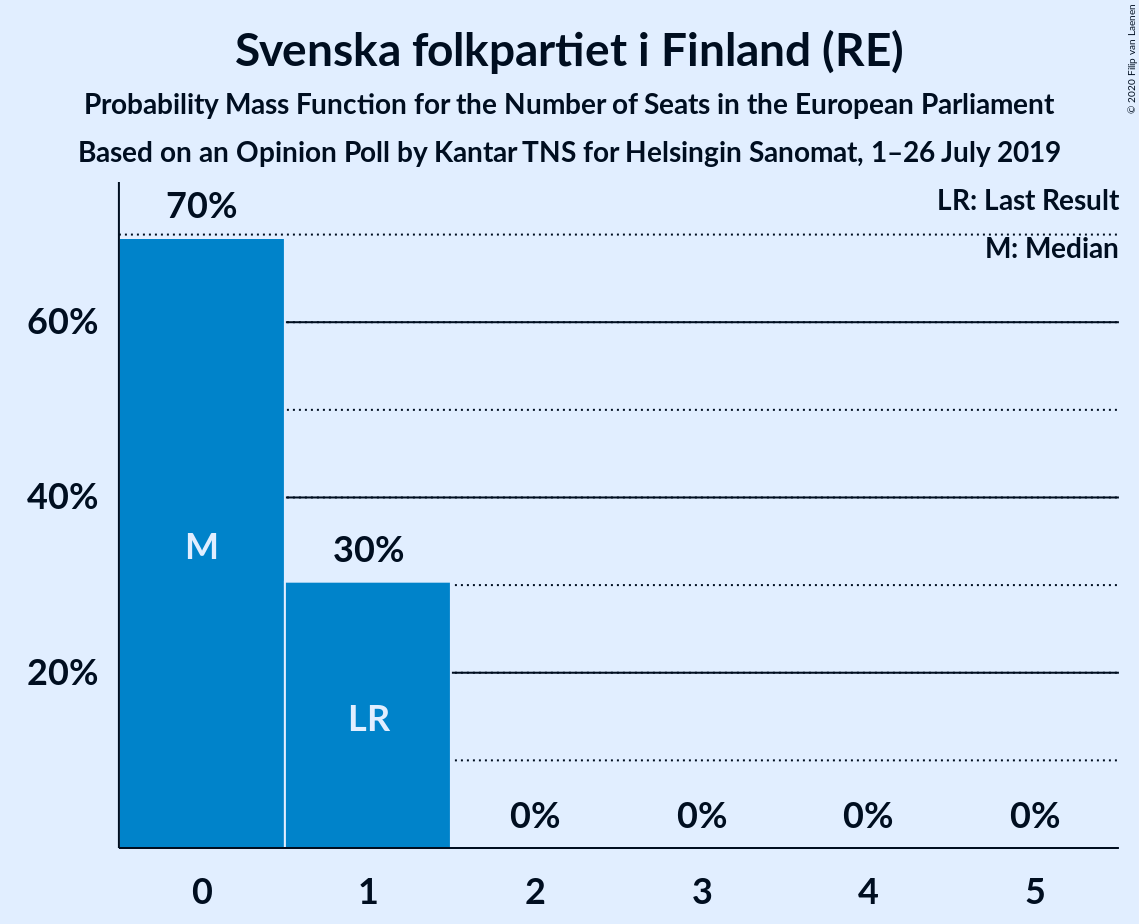 Svenska folkpartiet i Finland (RE)
Probability Mass Function for the Number of Seats in the European Parliament
Based on an Opinion Poll by Kantar TNS for Helsingin Sanomat, 1–26 July 2019
© 2020 Filip van Laenen
LR: Last Result
M: Median
70%
60%
40%
M
30%
20%
LR
0% 0% 0% 0%
0 1 2 3 4 5